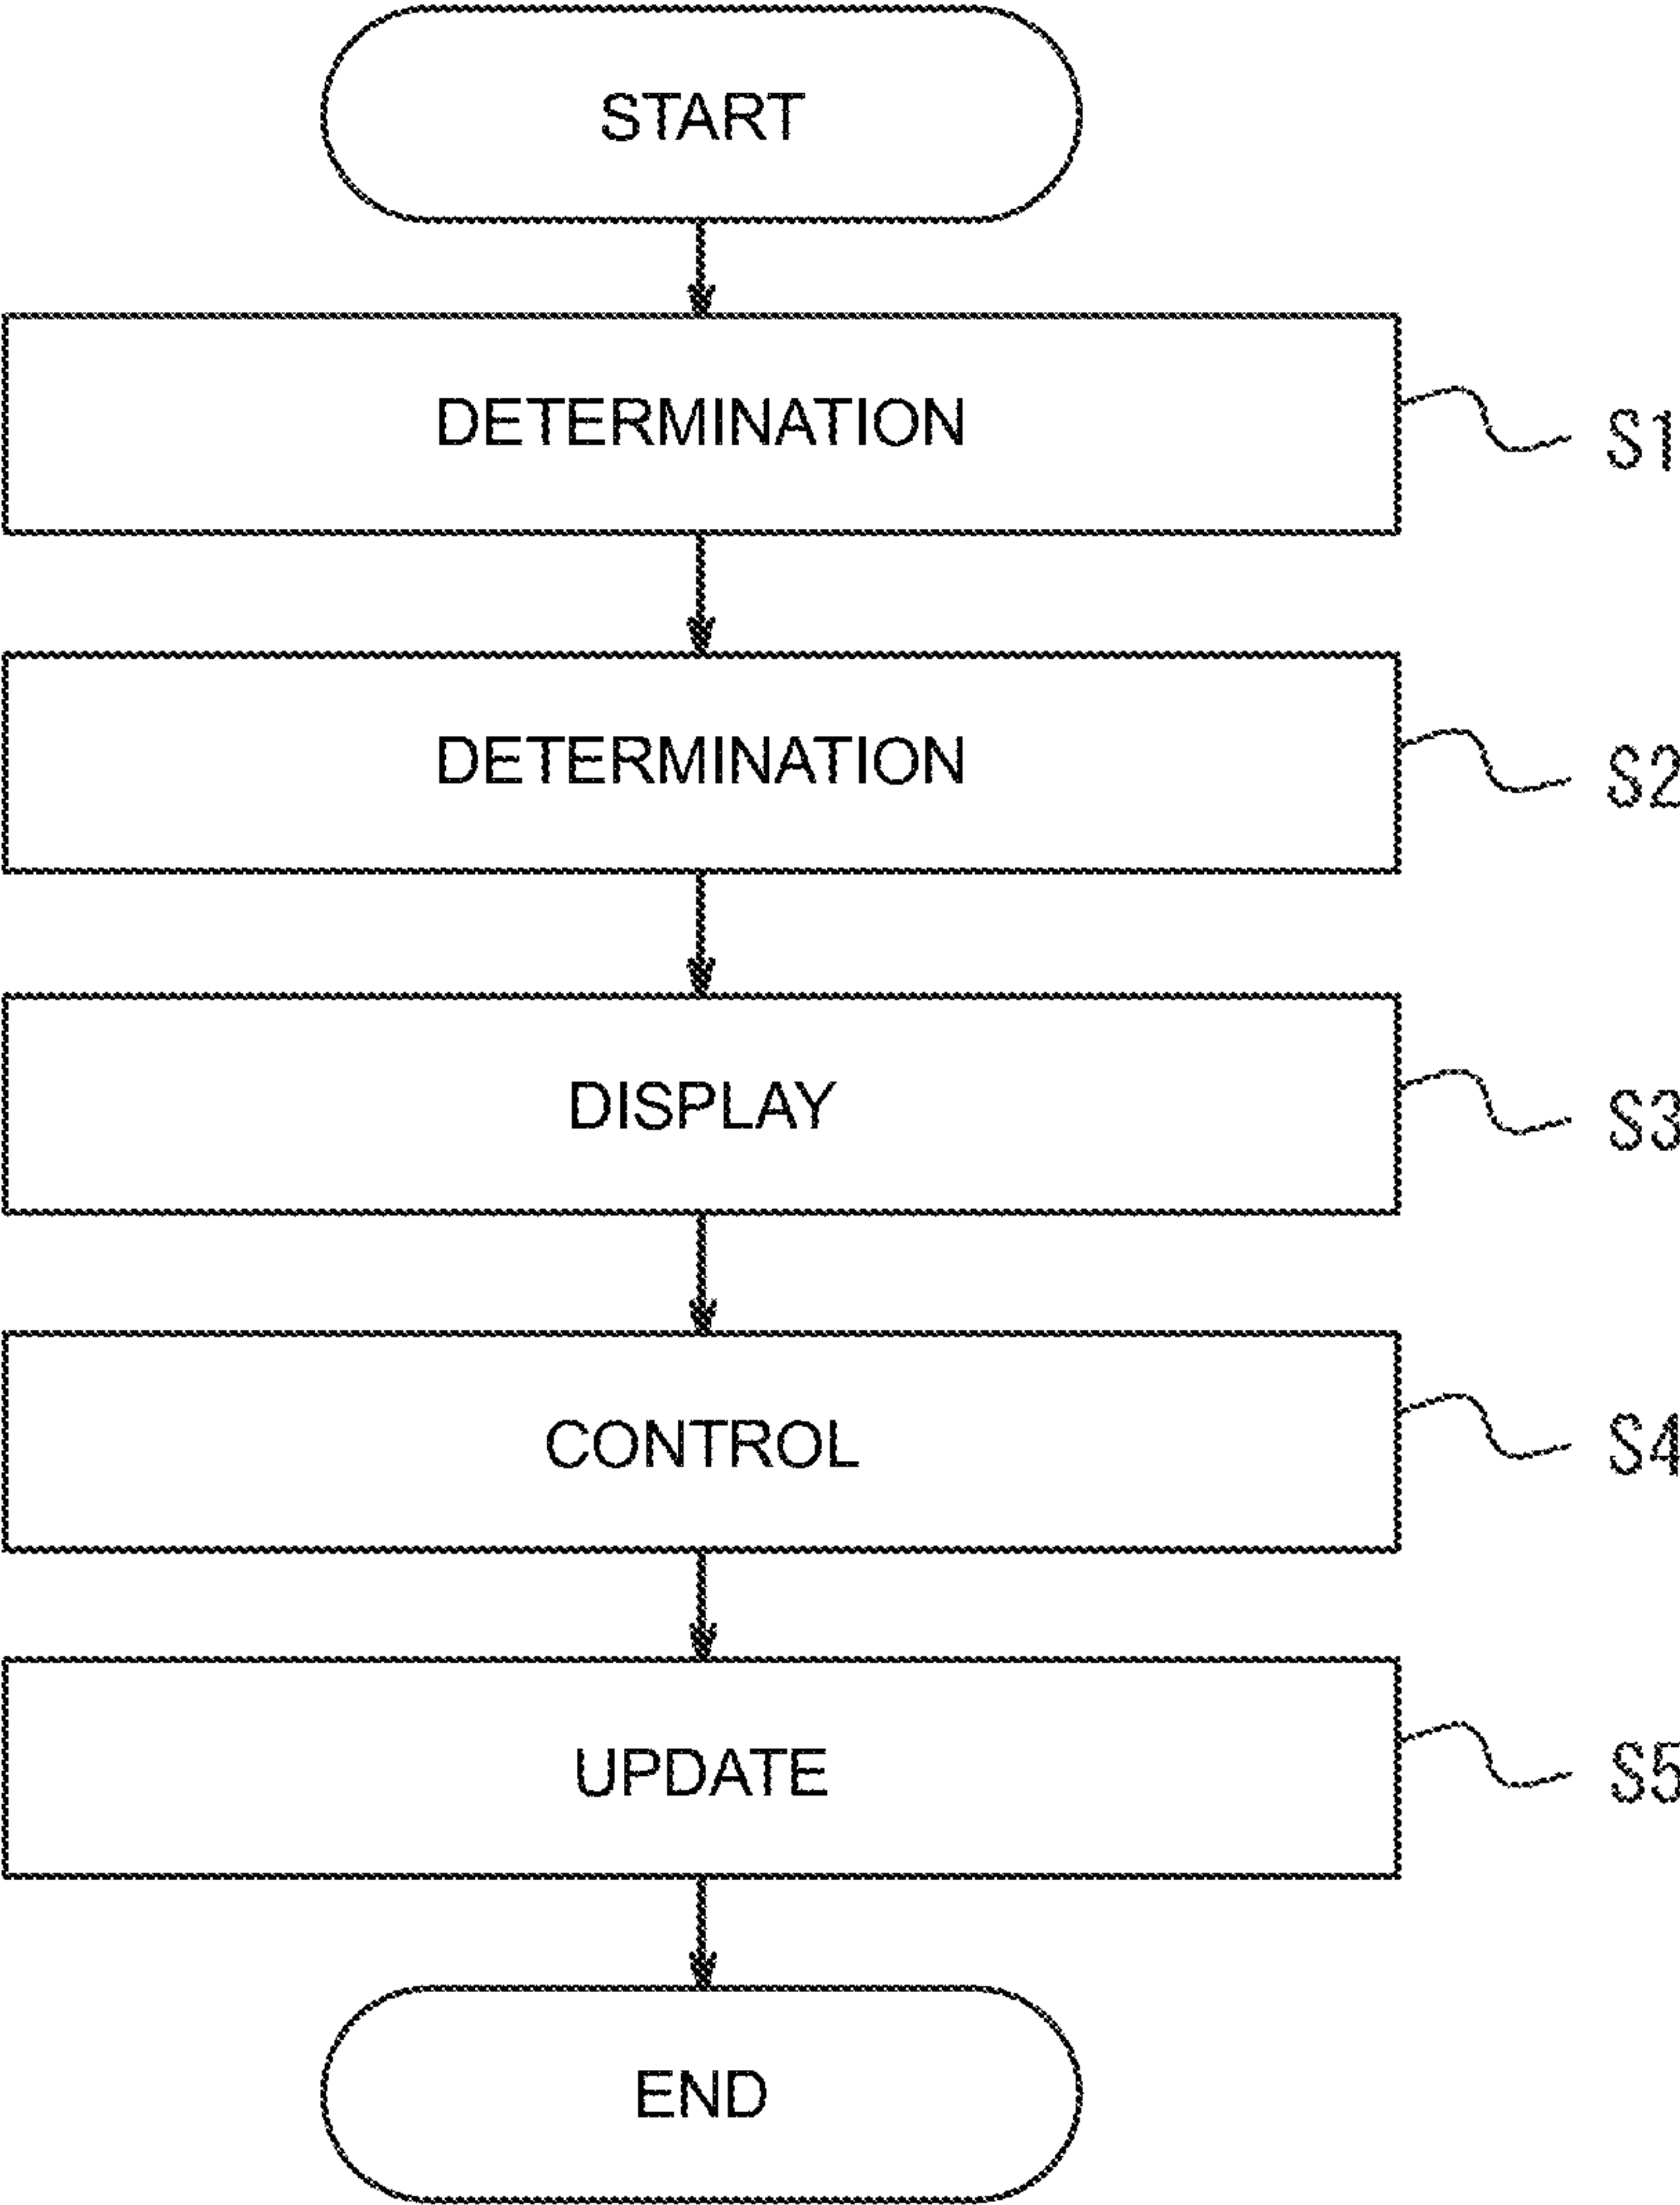 START
DETERMINATION
S1
DETERMINATION
S2
DISPLAY
S3
CONTROL
S4
UPDATE
S5
END